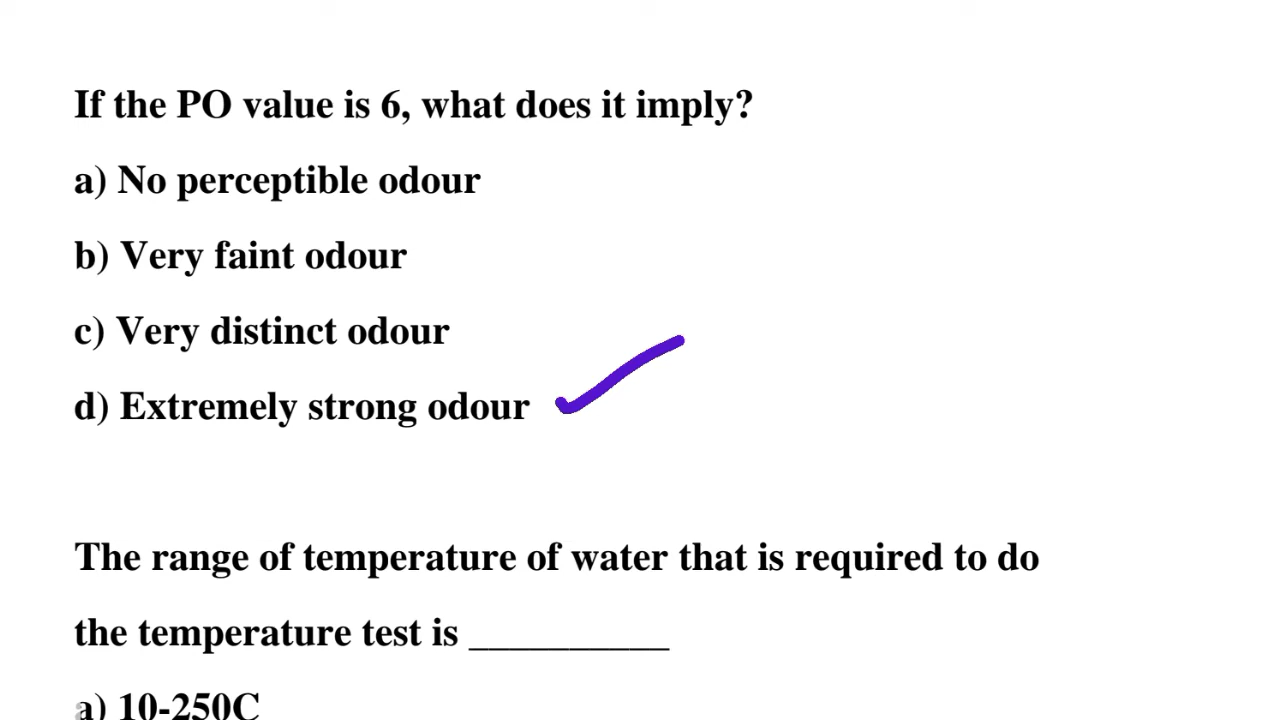 If the PO value is 6, what does it imply?
a) No perceptible odour
b) Very faint odour
c) Very distinct odour
d) Extremely strong odour
The range of temperature of water that is required to do
the temperature test is __________
a) 10-250C